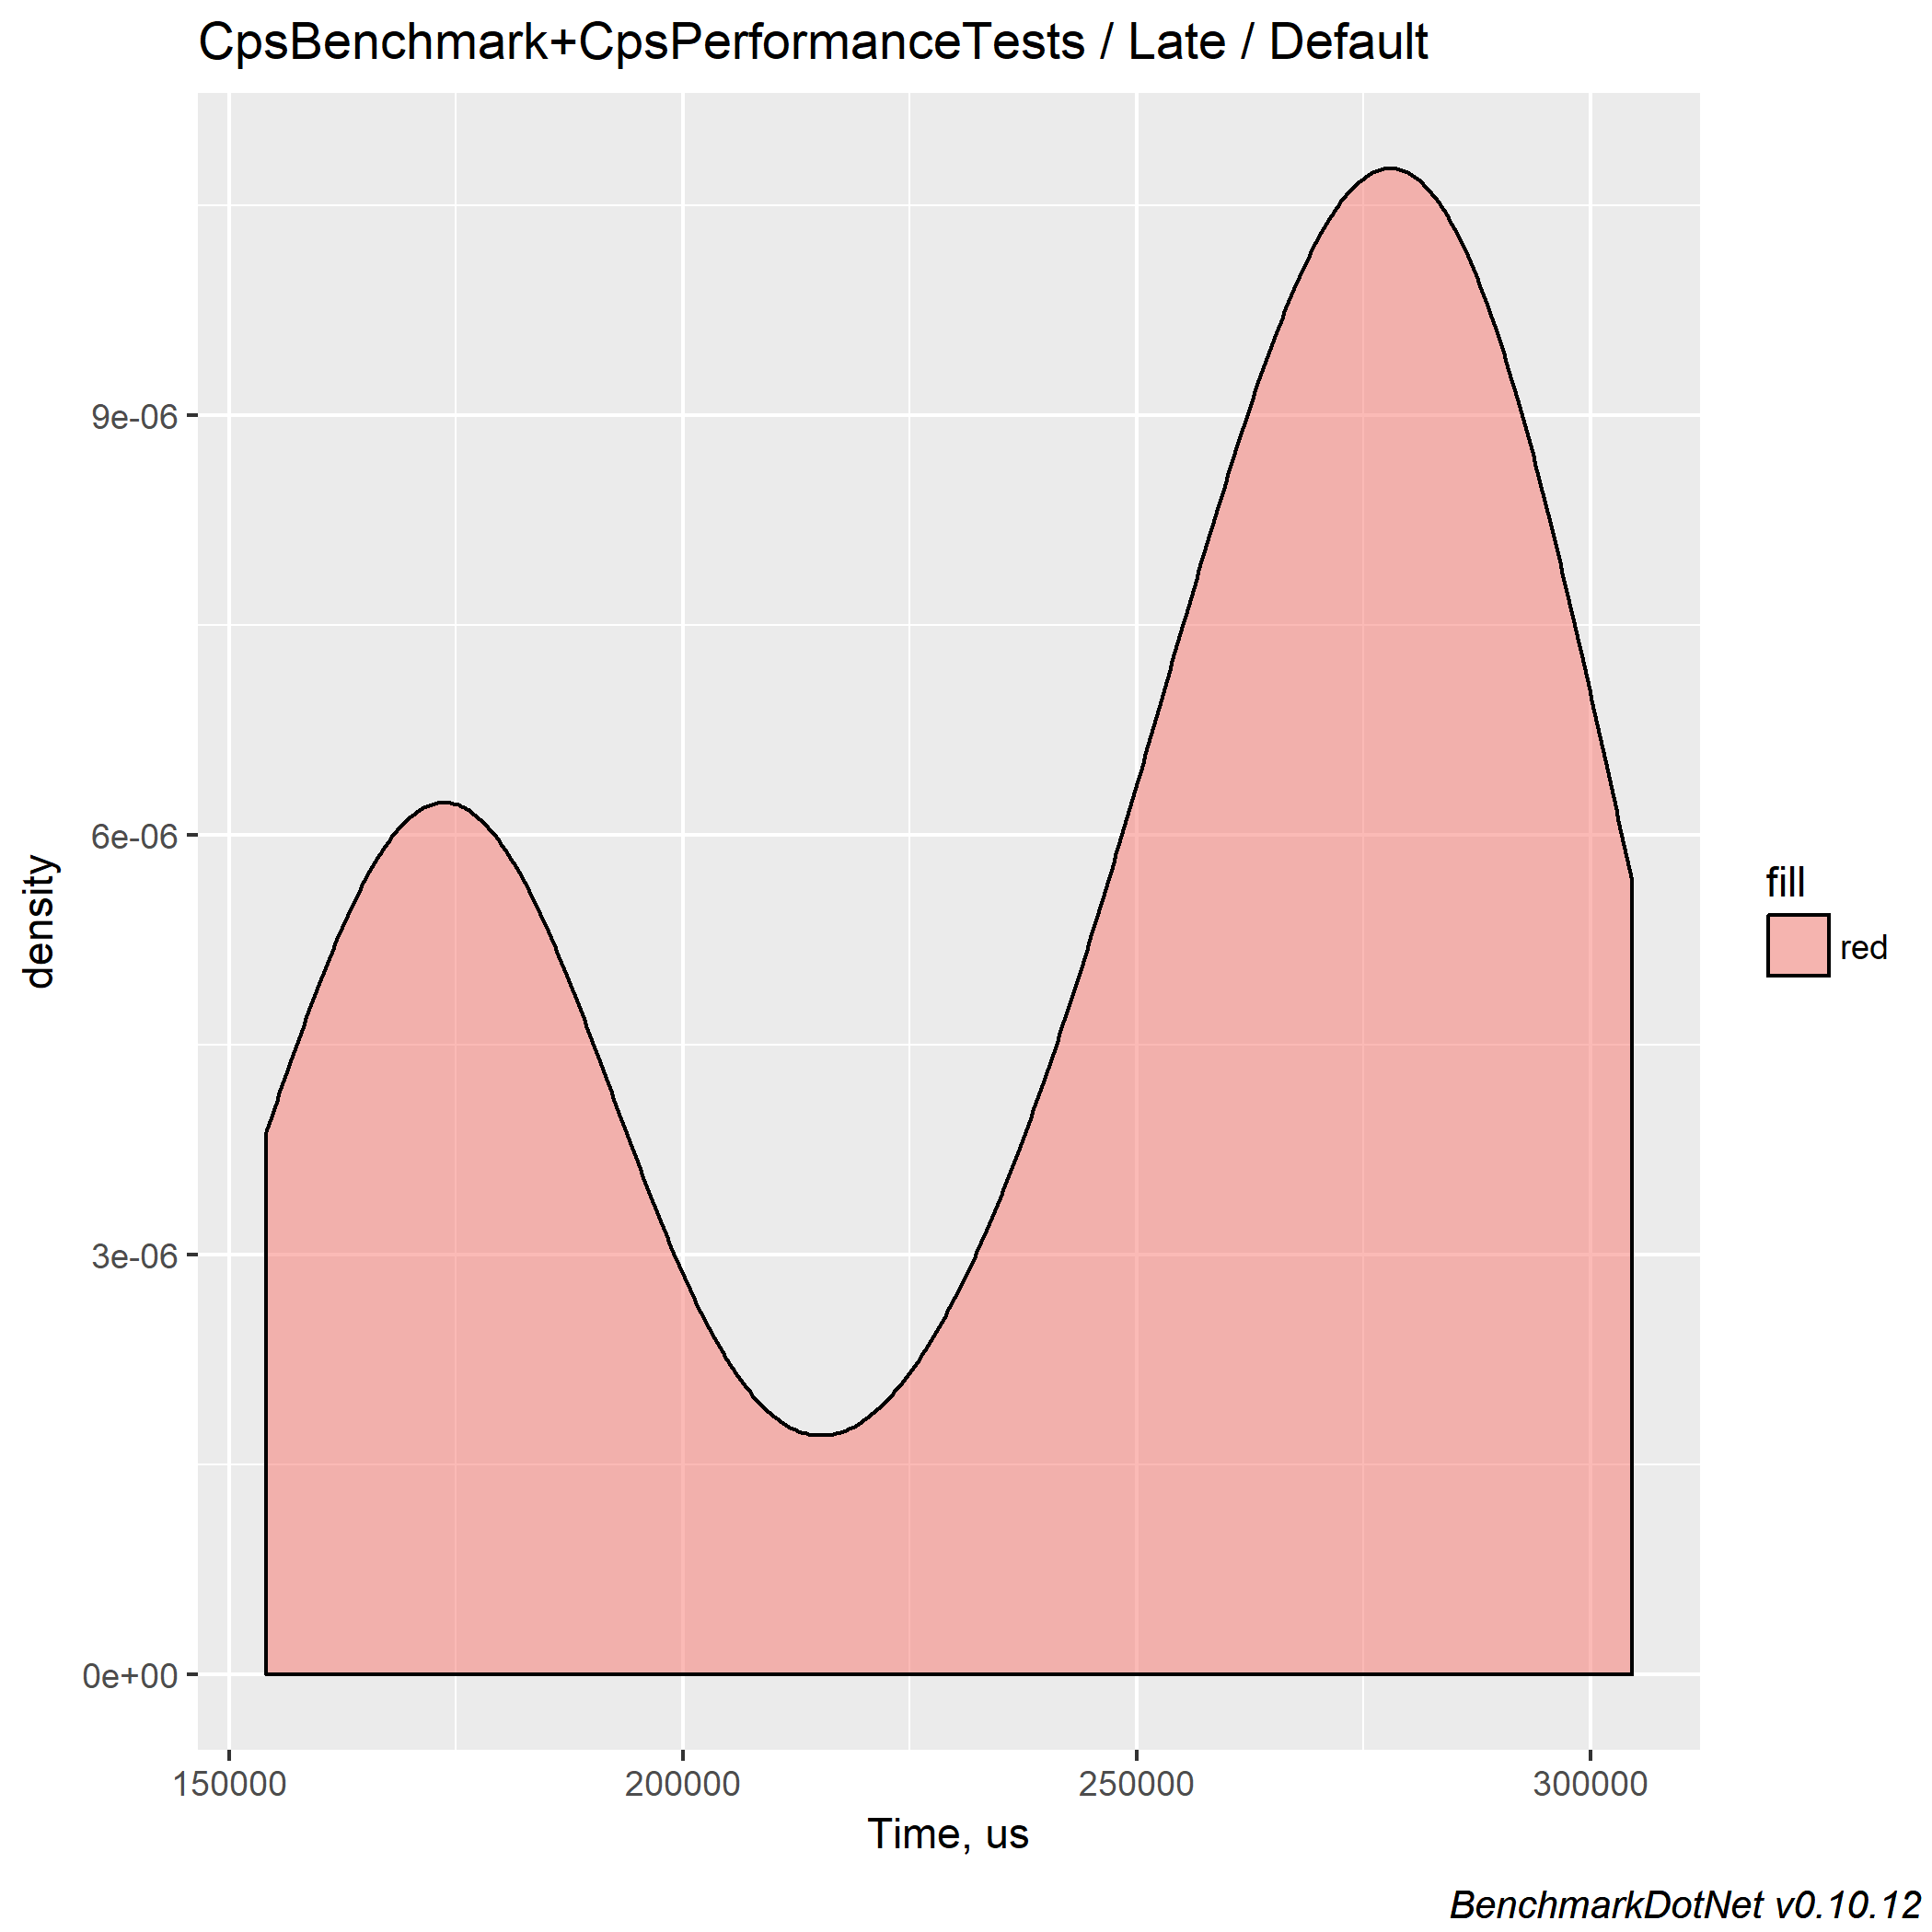 CpsBenchmark+CpsPerformanceTests / Late / Default
density
9e-06
6e-06
3e-06
0e+00
150000 200000 250000 300000
Time, us
fill
red
BenchmarkDotNet v0.10.12